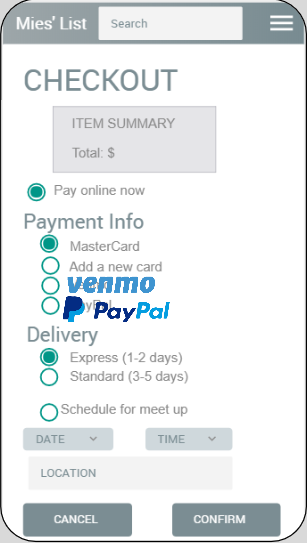 Mies' List
Search
CHECKOUT
ITEM SUMMARY
Total: $
Pay online now
Payment Info
MasterCard
Add a new card
venmo
PayPal
Delivery
Express (1-2 days)
Standard (3-5 days)
Schedule for meet up
DATE
TIME
LOCATION
CANCEL
CONFIRM